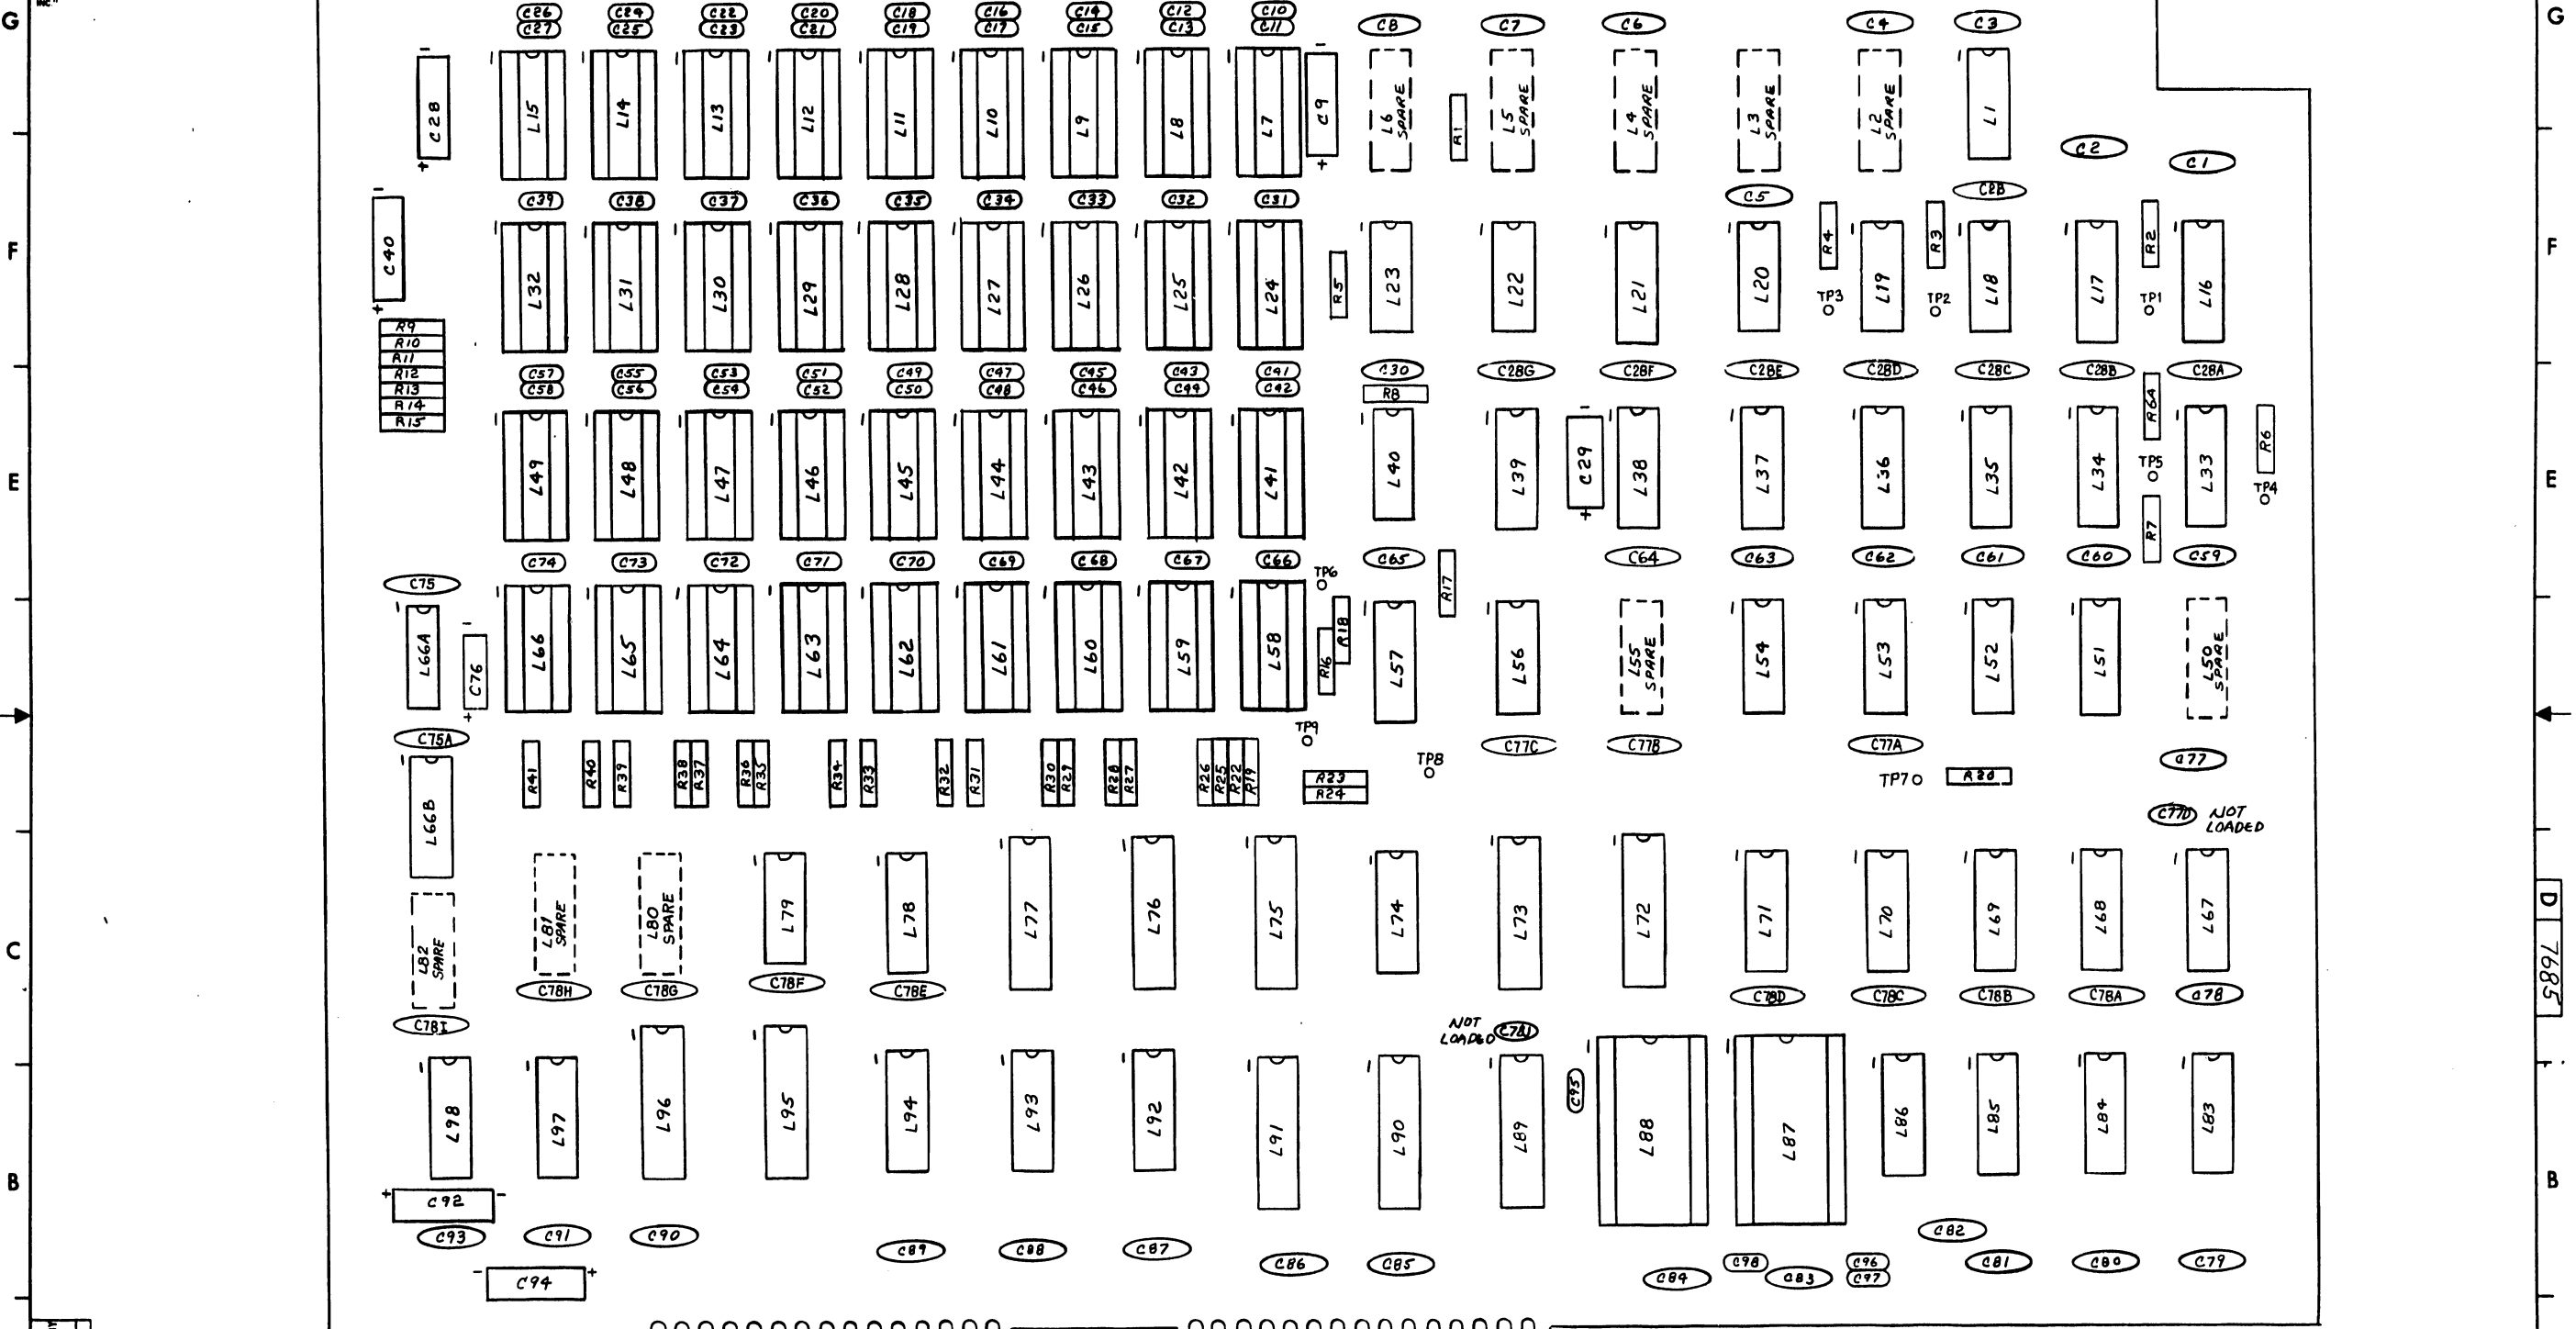 INC."
G
C26 C24 C22 C20 C18 C16 C14 C12 C10 C8 C7 C6 C4 C3
G
C27 C25 C23 C21 C19 C17 C15 C13 C11
C28 L15 L14 L13 L12 L11 L10 L9 L8 L7 C9 L6 SPARE R1 L5 SPARE L4 SPARE L3 SPARE L2 SPARE L1 C2 C1
C39 C38 C37 C36 C35 C34 C33 C32 C31 C5 C2B
F
C40 L32 L31 L30 L29 L28 L27 L26 L25 L24 R5 L23 L22 L21 L20 R4 L19 R3 L18 L17 R2 L16
F
TP3 TP2 TP1
R9
R10
R11
R12
R13
R14
R15
C57 C55 C53 C51 C49 C47 C45 C43 C41 C30 C28G C28F C28E C28D C28C C28B C28A
C58 C56 C54 C52 C50 C48 C46 C44 C42 R8 R6A
E
L49 L48 L47 L46 L45 L44 L43 L42 L41 L40 L39 C29 L38 L37 L36 L35 L34 TP5 L33 R6 TP4
E
R7
C74 C73 C72 C71 C70 C69 C68 C67 C66 C65 C64 C63 C62 C61 C60 C59
C75 TP6 R17
L66A C76 L66 L65 L64 L63 L62 L61 L60 L59 L58 R16 R18 L57 L56 L55 SPARE L54 L53 L52 L51 L50 SPARE
C75A TP9 C77C C77B C77A C77
R41 R40 R39 R38 R37 R36 R35 R34 R33 R32 R31 R30 R29 R28 R27 R26 R25 R22 R19 R23 TP8 TP7 R20
R24
L66B C77D NOT
LOADED
C
L82 SPARE L81 SPARE L80 SPARE L79 L78 L77 L76 L75 L74 L73 L72 L71 L70 L69 L68 L67
D 7685
C78H C78G C78F C78E C78D C78C C78B C78A C78
C78I NOT
LOADED C78J
C95
L98 L97 L96 L95 L94 L93 L92 L91 L90 L89 L88 L87 L86 L85 L84 L83
B
C92
B
C93 C91 C90 C89 C88 C87 C86 C85 C84 C98 C83 C96 C82 C81 C80 C79
C97
C94